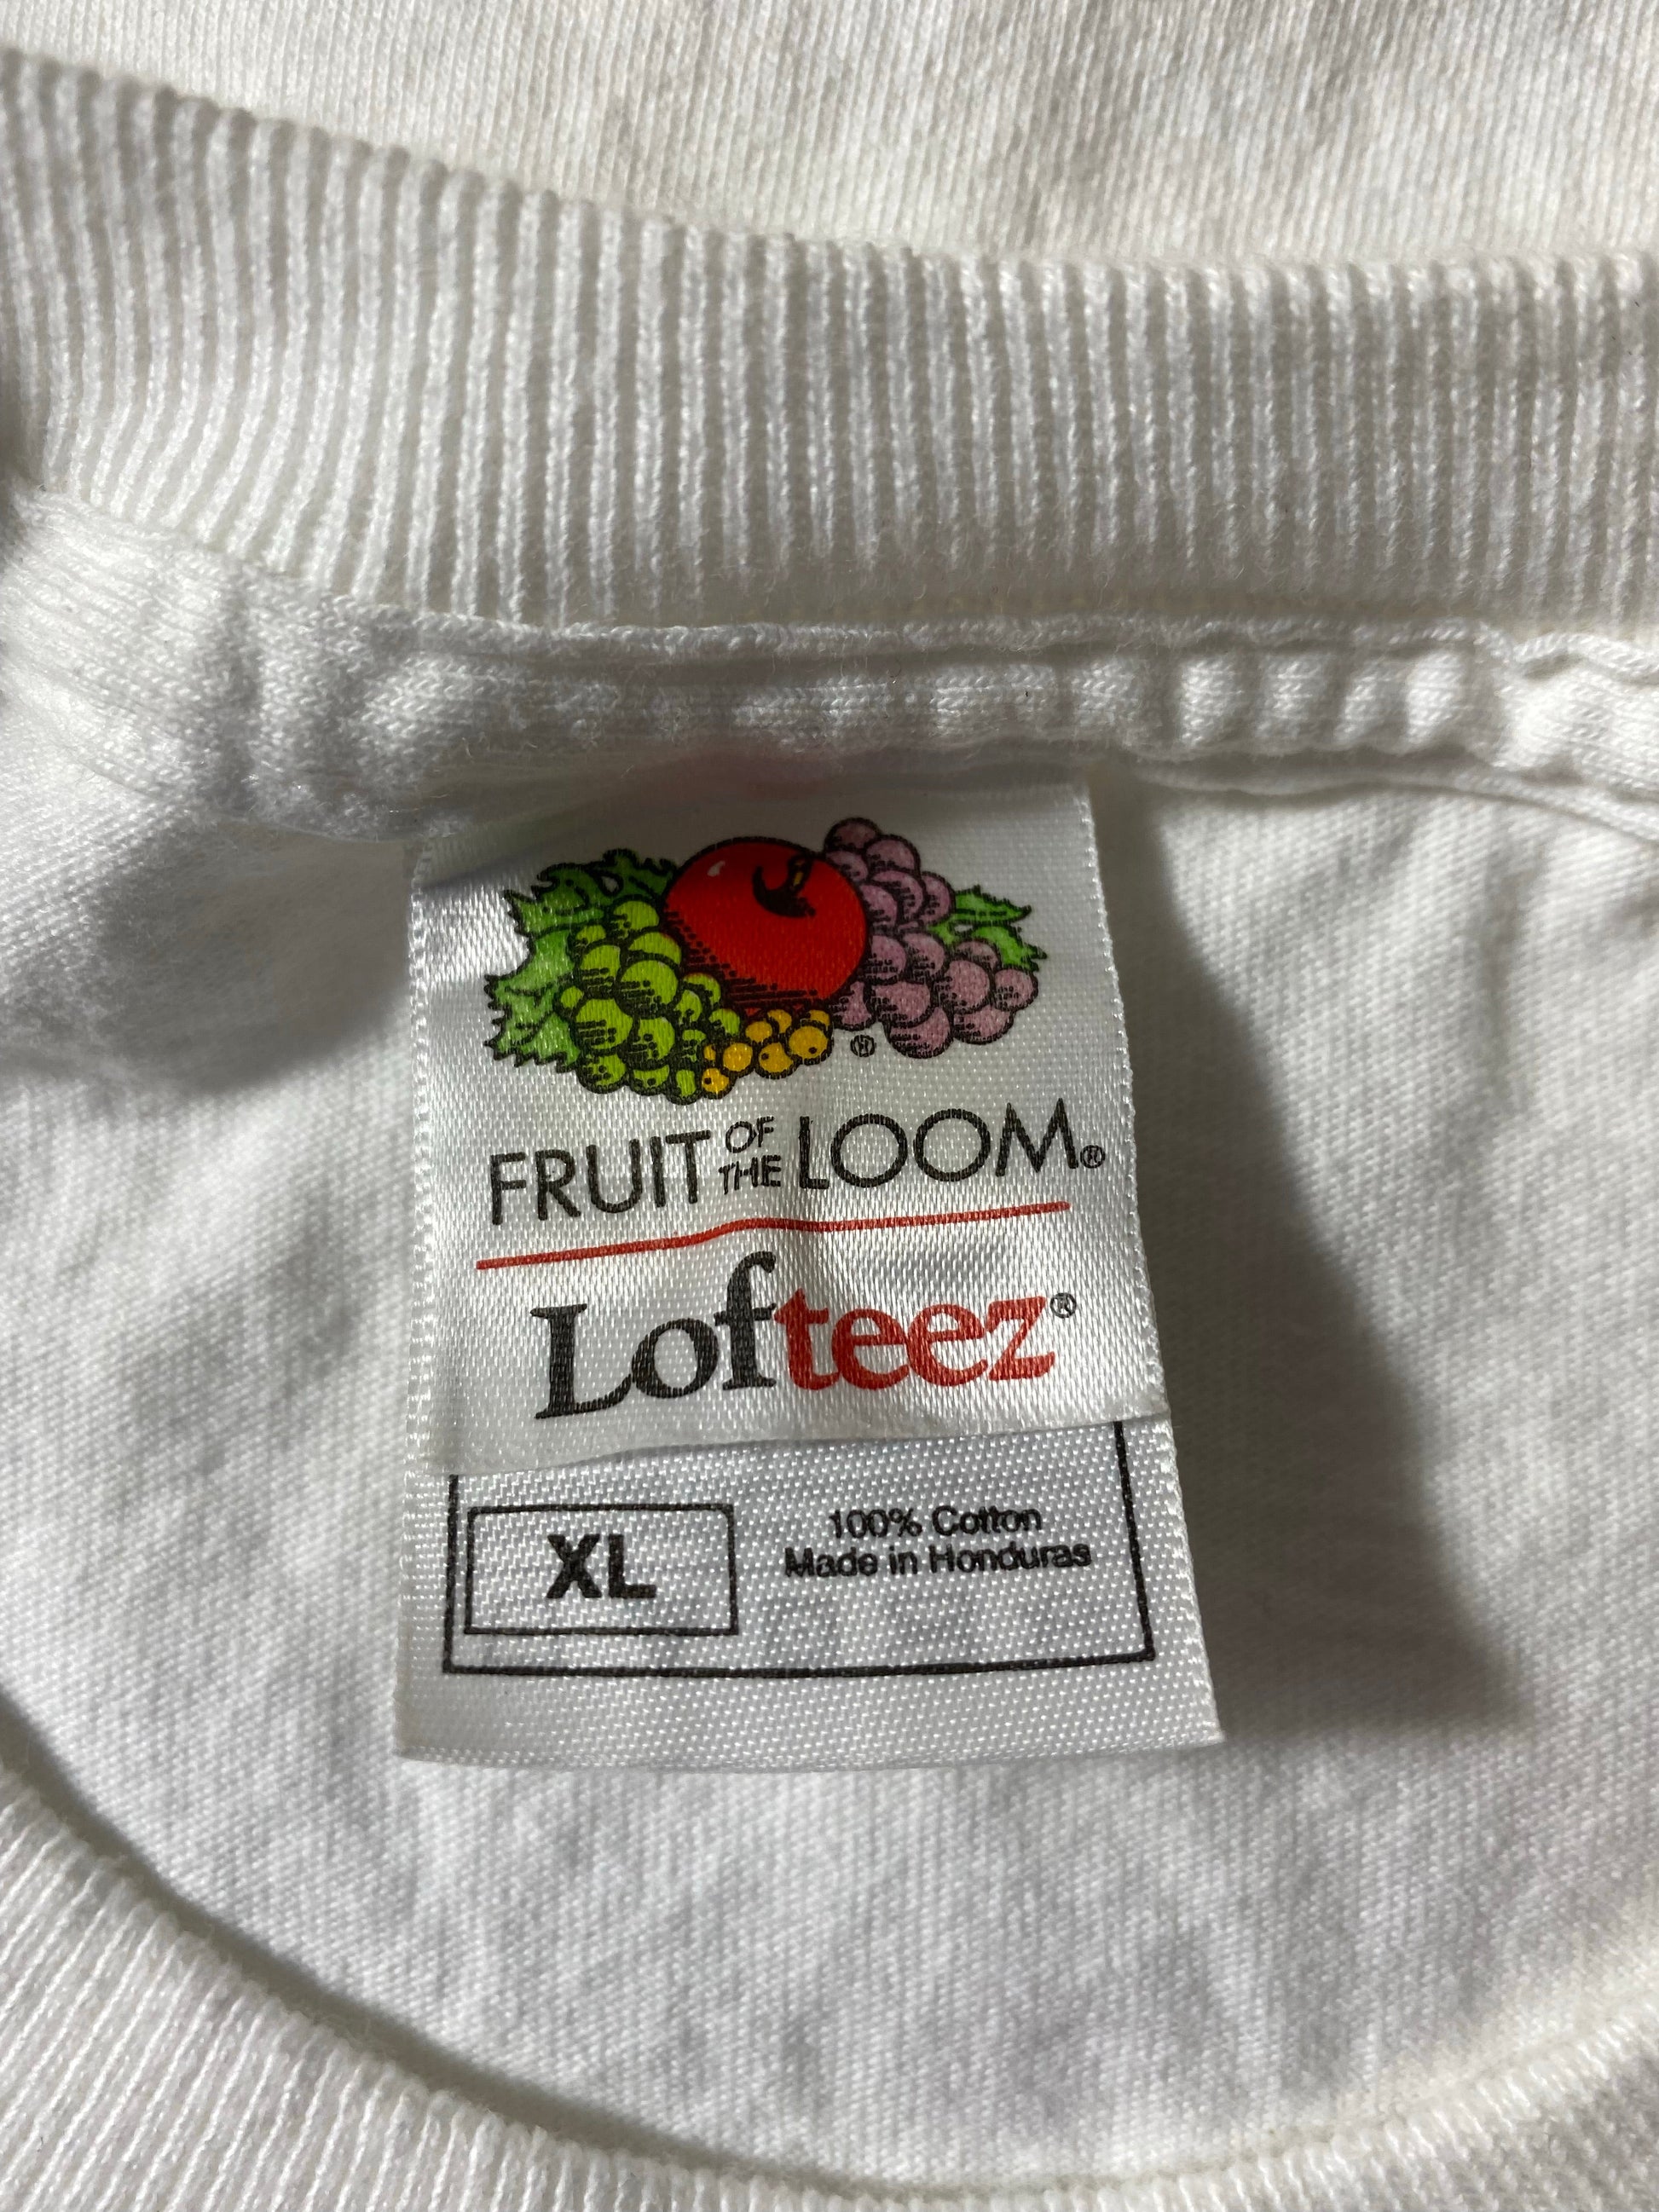 FRUIT OF THE LOOM®
Lofteez®
XL
100% Cotton
Made in Honduras